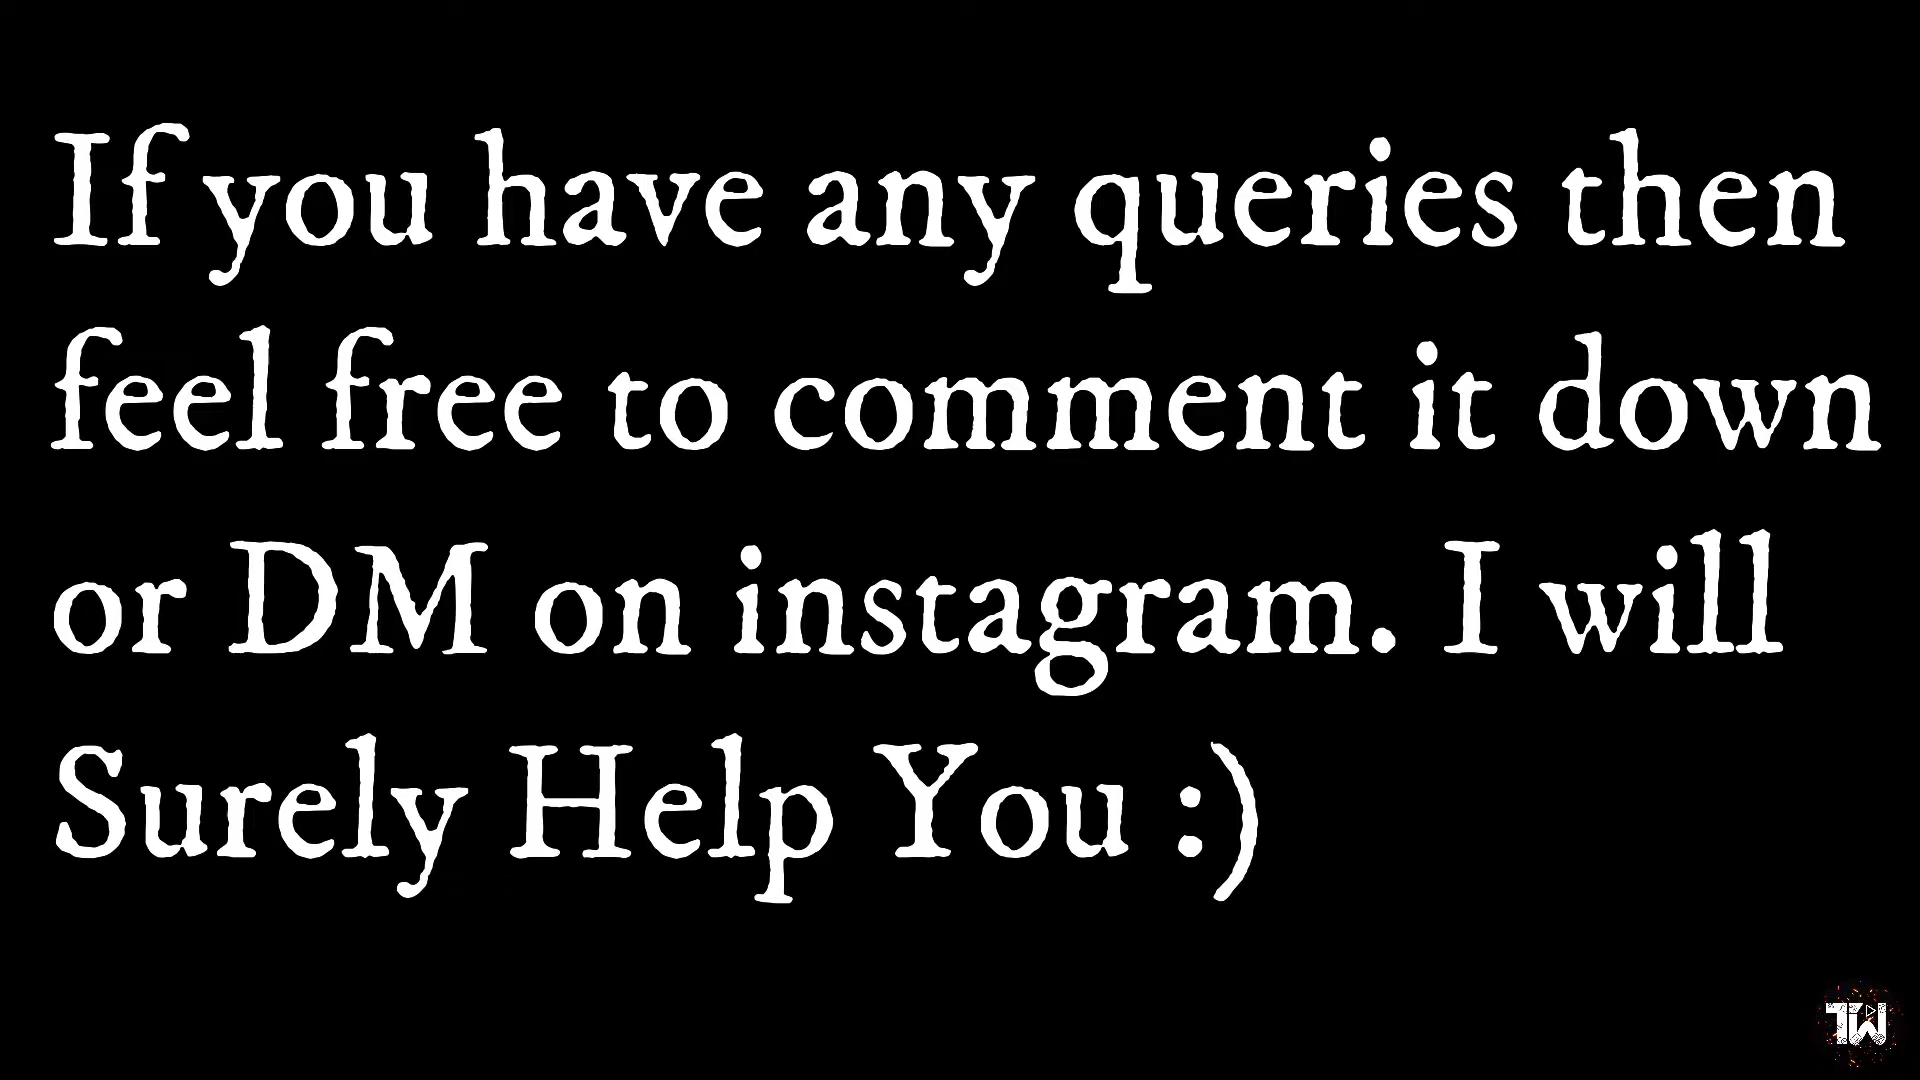 If you have any queries then
feel free to comment it down
or DM on instagram. I will
Surely Help You :)
TW